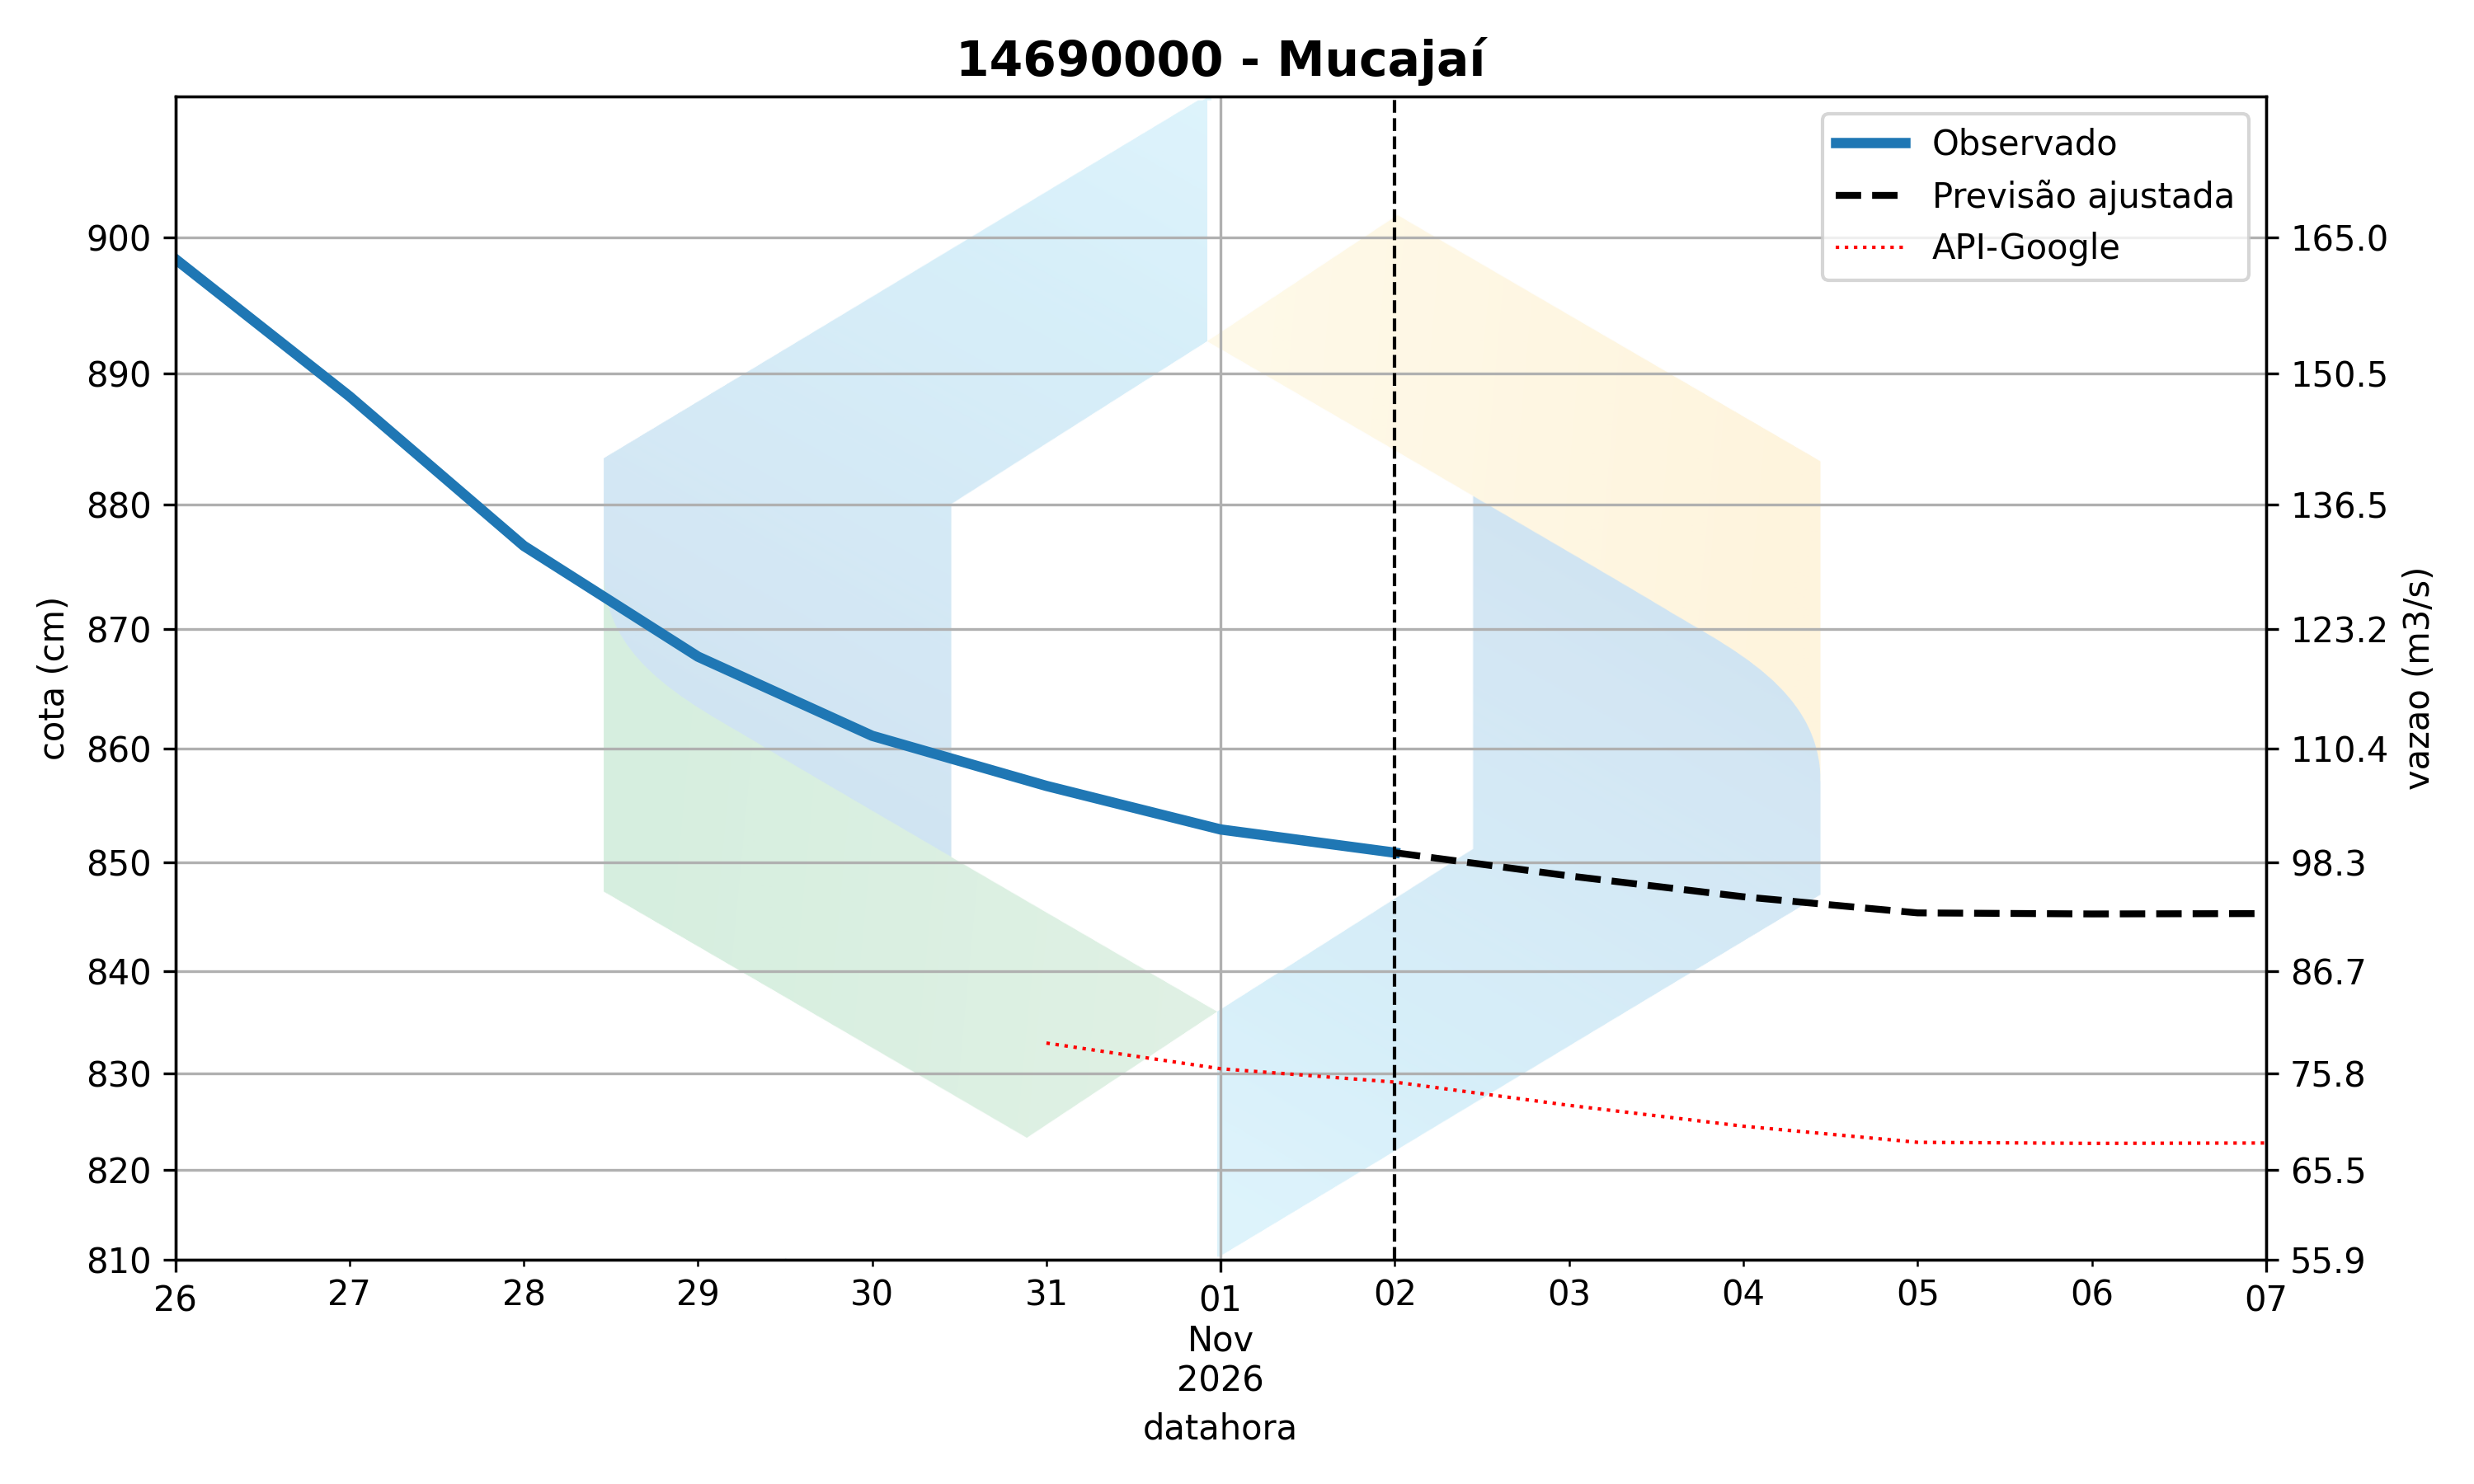 14690000 - Mucajaí
Observado
Previsão ajustada
API-Google
cota (cm)
900
890
880
870
860
850
840
830
820
810
165.0
150.5
136.5
123.2
110.4
98.3
86.7
75.8
65.5
55.9
vazao (m3/s)
26 27 28 29 30 31 01 02 03 04 05 06 07
Nov
2026
datahora